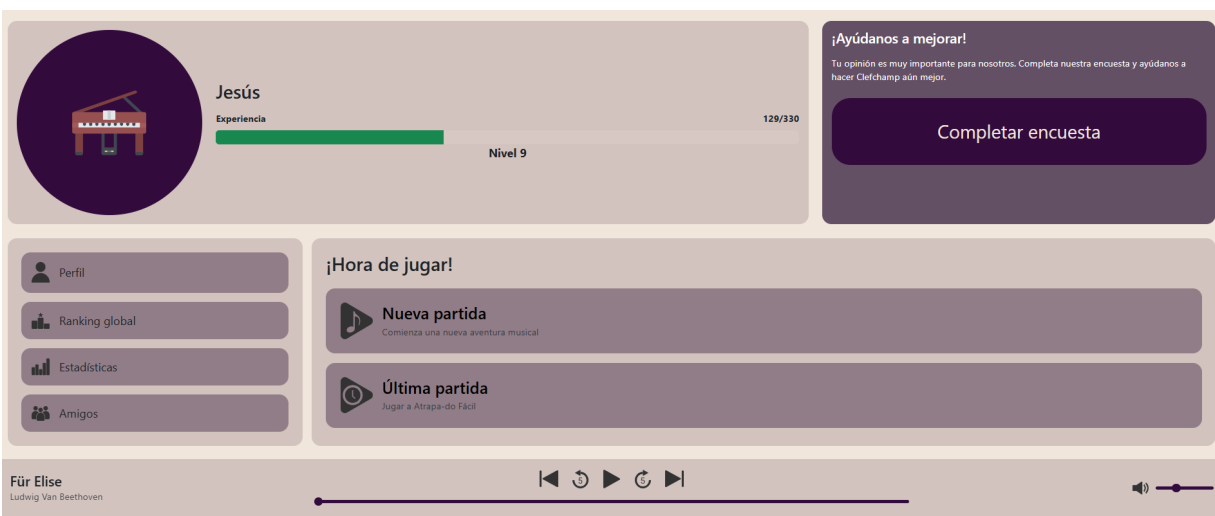 Jesús
Experiencia 129/330
Nivel 9
¡Ayúdanos a mejorar!
Tu opinión es muy importante para nosotros. Completa nuestra encuesta y ayúdanos a
hacer Clefchamp aún mejor.
Completar encuesta
Perfil
Ranking global
Estadísticas
Amigos
¡Hora de jugar!
Nueva partida
Comienza una nueva aventura musical
Última partida
Jugar a Atrapa-do Fácil
Für Elise
Ludwig Van Beethoven
5
5